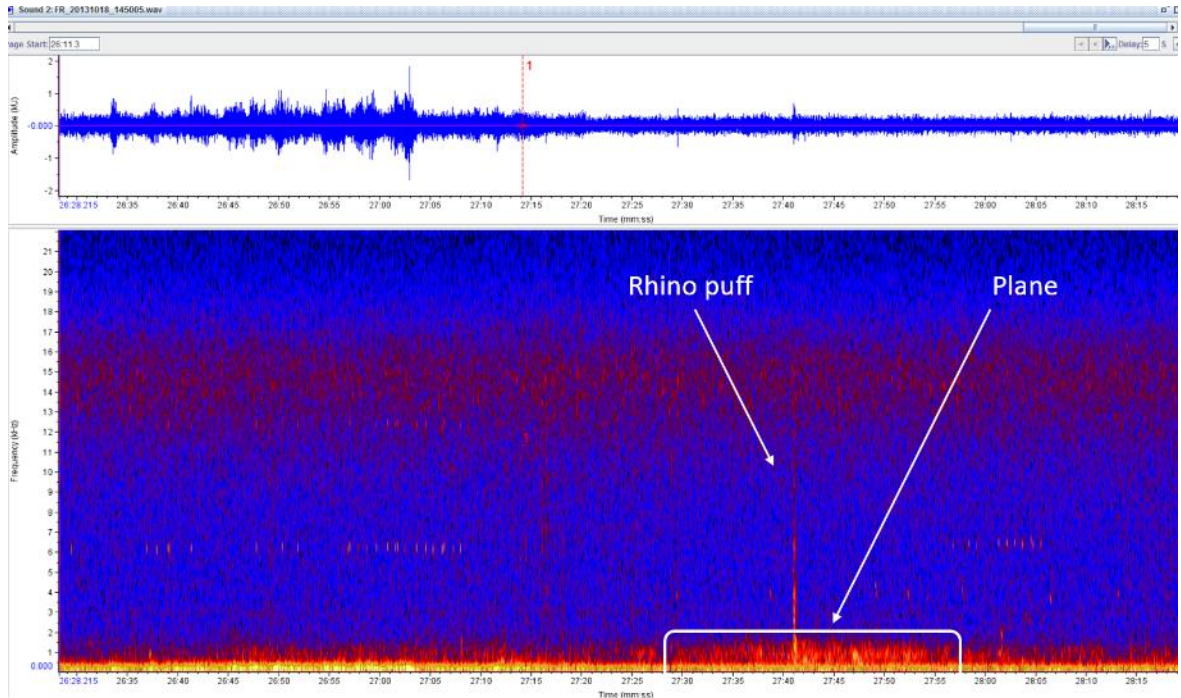 Sound 2: FR_20131018_145005.wav
Page Start: 26:11.3
Delay: 5 S
2
1
-0.000
-1
-2
Amplitude (kU)
1
26:28.215 26:35 26:40 26:45 26:50 26:55 27:00 27:05 27:10 27:15 27:20 27:25 27:30 27:35 27:40 27:45 27:50 27:55 28:00 28:05 28:10 28:15
Time (mm:ss)
21
20
19
18
17
16
15
14
13
12
11
10
9
8
7
6
5
4
3
2
1
0.000
Frequency (kHz)
Rhino puff
Plane
26:28.215 26:35 26:40 26:45 26:50 26:55 27:00 27:05 27:10 27:15 27:20 27:25 27:30 27:35 27:40 27:45 27:50 27:55 28:00 28:05 28:10 28:15
Time (mm:ss)